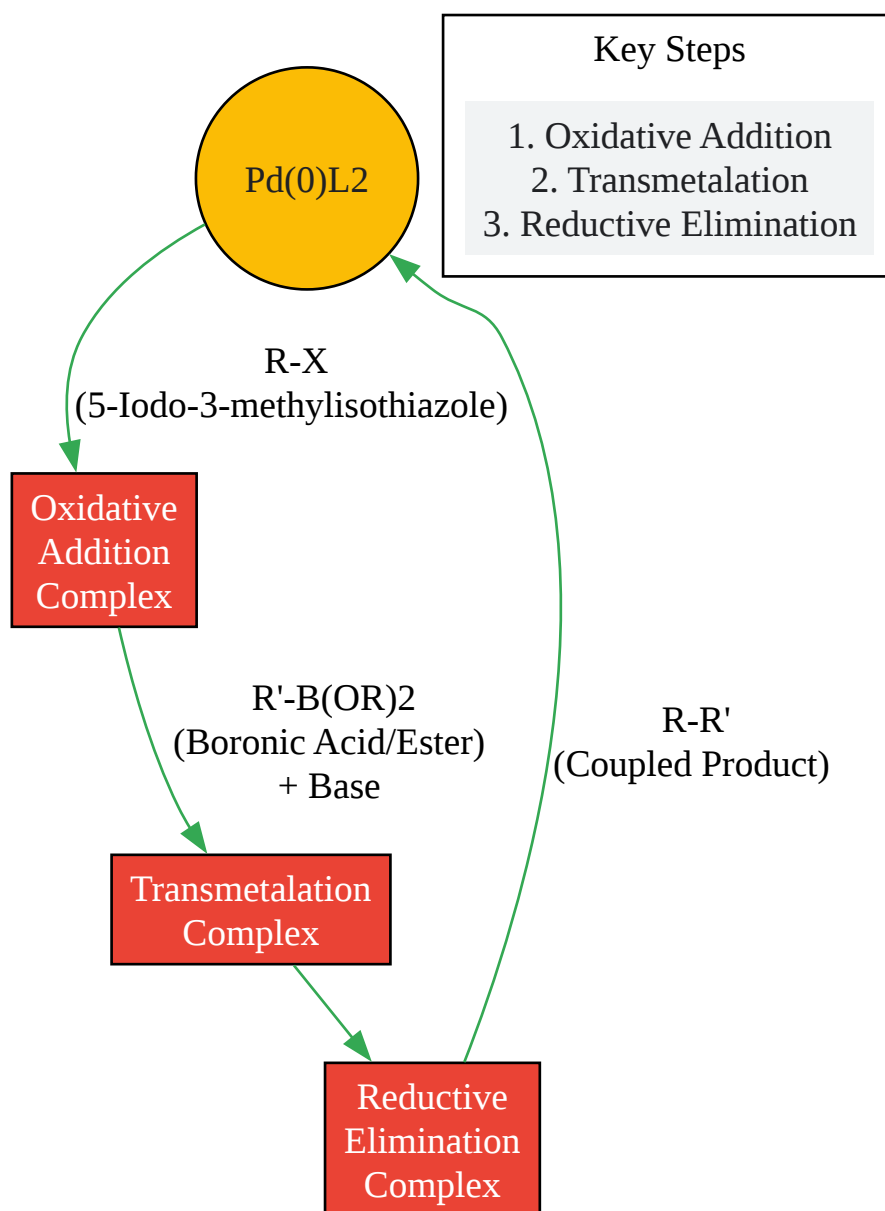 Key Steps
1. Oxidative Addition
2. Transmetalation
3. Reductive Elimination
Pd(0)L2
R-X
(5-Iodo-3-methylisothiazole)
Oxidative
Addition
Complex
R'-B(OR)2
(Boronic Acid/Ester)
+ Base
R-R'
(Coupled Product)
Transmetalation
Complex
Reductive
Elimination
Complex